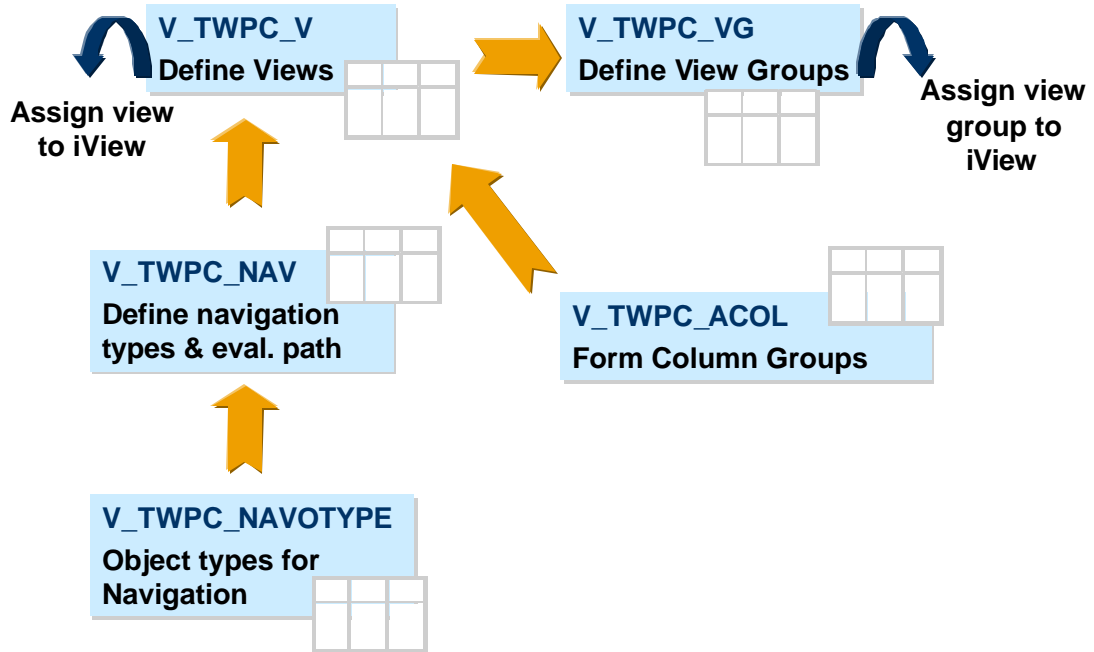 V_TWPC_V
Define Views
V_TWPC_VG
Define View Groups
Assign view
to iView
Assign view
group to
iView
V_TWPC_NAV
Define navigation
types & eval. path
V_TWPC_ACOL
Form Column Groups
V_TWPC_NAVOTYPE
Object types for
Navigation